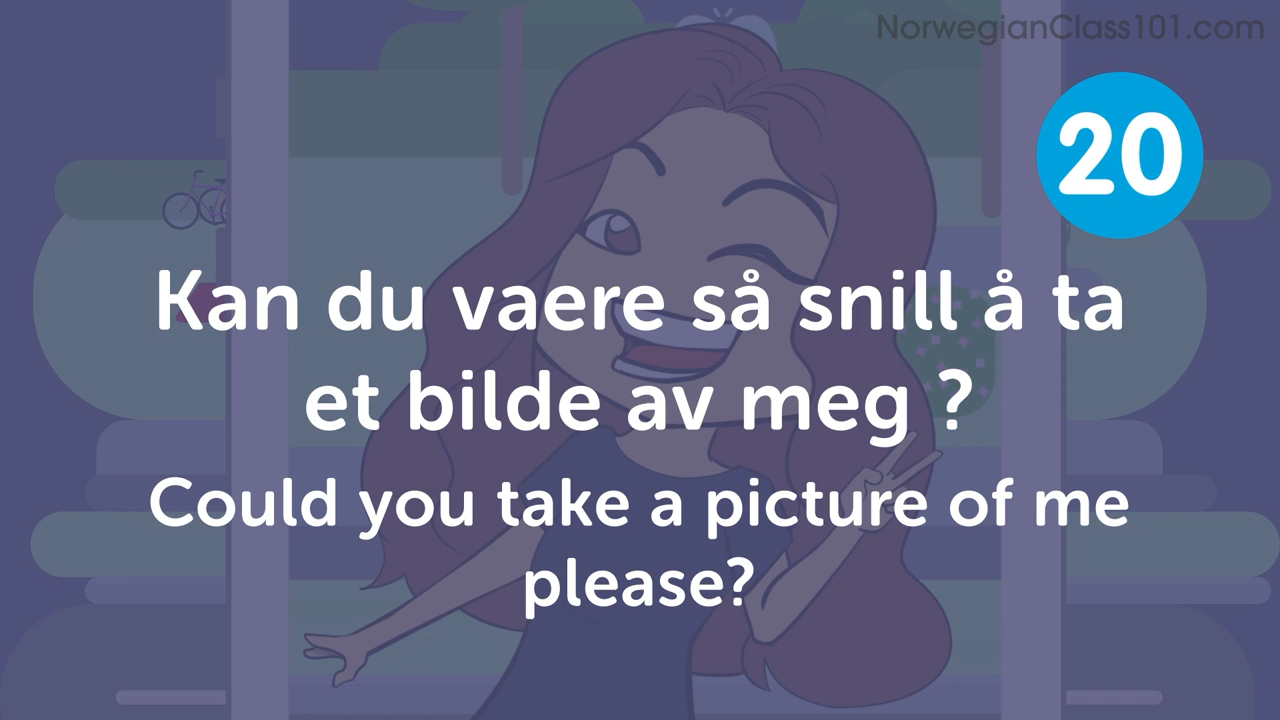 NorwegianClass101.com
20
Kan du vaere så snill å ta
et bilde av meg ?
Could you take a picture of me
please?